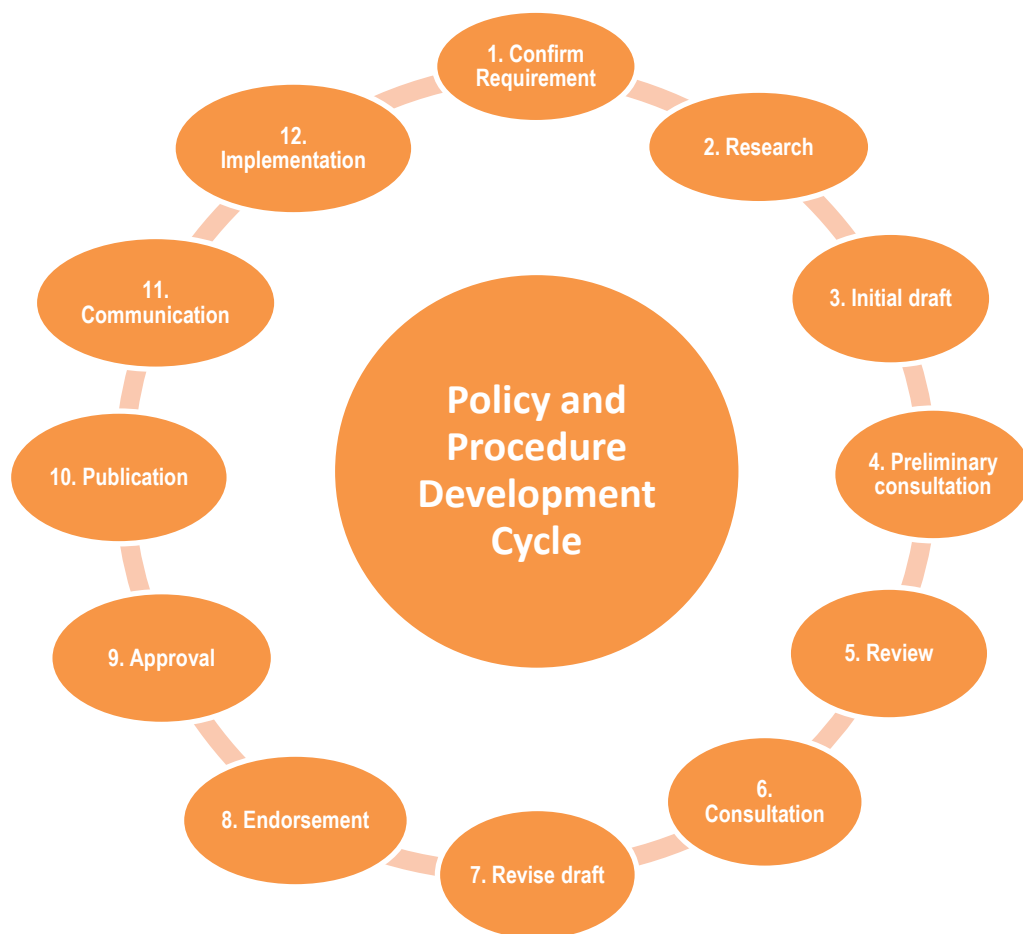 1. Confirm
Requirement
2. Research
3. Initial draft
4. Preliminary
consultation
5. Review
6.
Consultation
7. Revise draft
8. Endorsement
9. Approval
10. Publication
11.
Communication
12.
Implementation
Policy and
Procedure
Development
Cycle